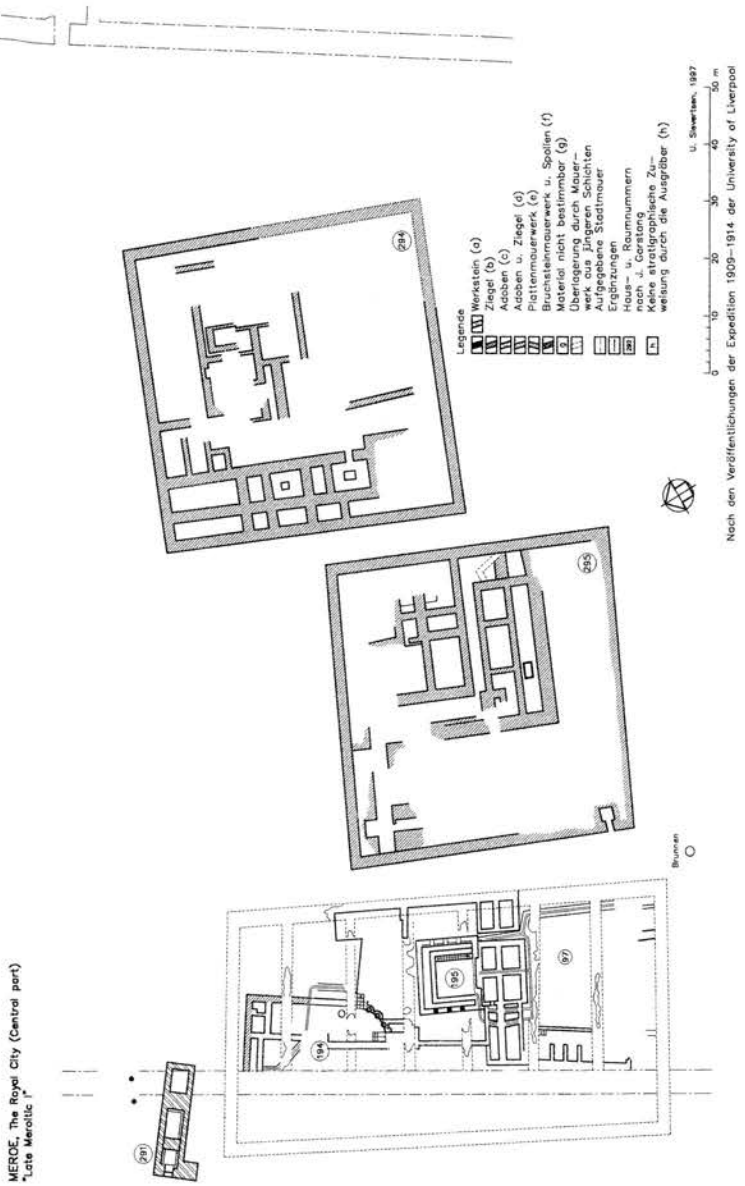 MEROE, The Royal City (Central part)
"Late Meroitic I"
291
194
195
97
Brunnen
295
294
Legende
Werkstein (a)
Ziegel (b)
Adoben (c)
Adoben u. Ziegel (d)
Plattenmauerwerk (e)
Bruchsteinmauerwerk u. Spolien (f)
g Material nicht bestimmbar (g)
Überlagerung durch Mauer-
werk aus jüngeren Schichten
Aufgegebene Stadtmauer
Ergänzungen
293 Haus- u. Raumnummern
nach J. Garstang
h Keine stratigraphische Zu-
weisung durch die Ausgräber (h)
U. Sievertsen, 1997
0 10 20 30 40 50 m
Nach den Veröffentlichungen der Expedition 1909–1914 der University of Liverpool